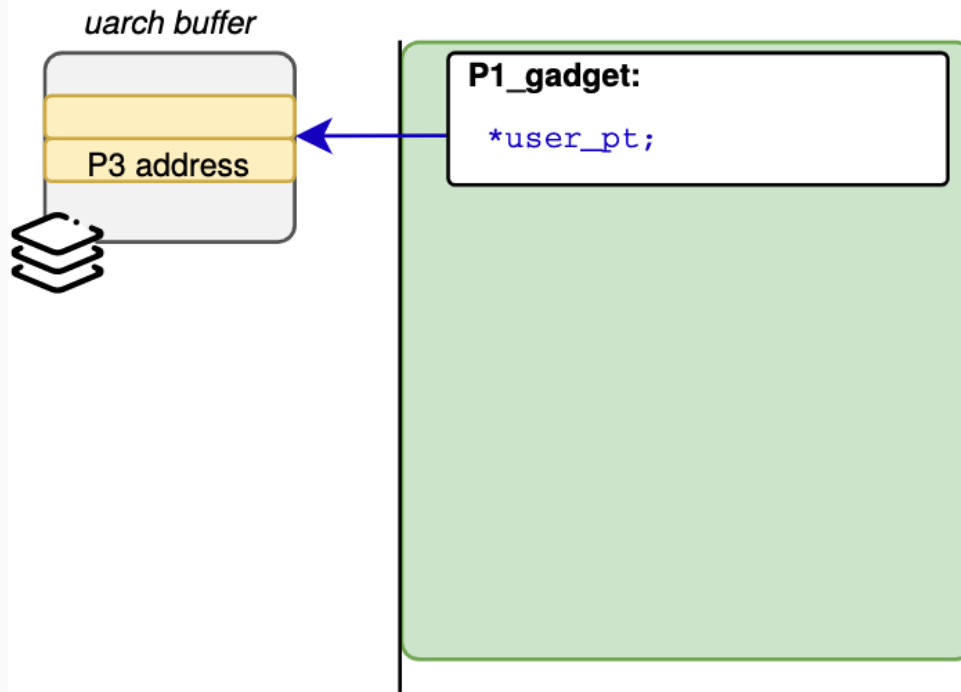 uarch buffer
P3 address
P1_gadget:
*user_pt;